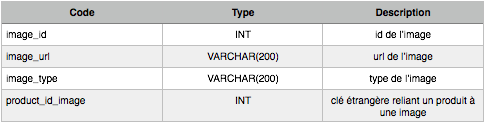 Code Type Description
image_id INT id de l'image
image_url VARCHAR(200) url de l'image
image_type VARCHAR(200) type de l'image
product_id_image INT clé étrangère reliant un produit à
une image